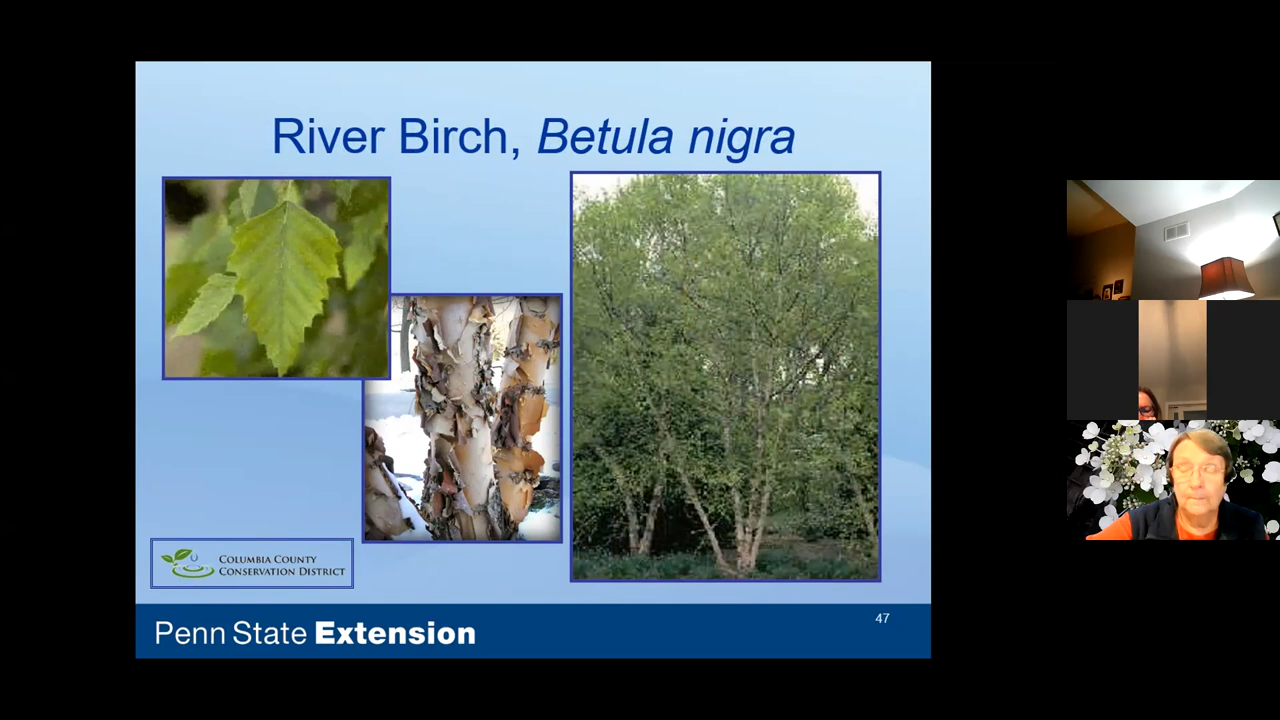 River Birch, Betula nigra
COLUMBIA COUNTY
CONSERVATION DISTRICT
47
Penn State Extension